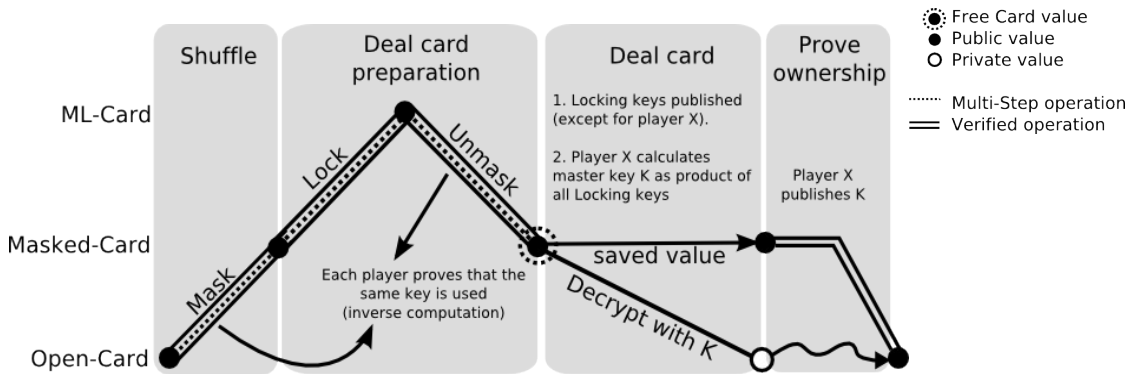 Shuffle
Deal card
preparation
Deal card
Prove
ownership
Free Card value
Public value
Private value
Multi-Step operation
Verified operation
ML-Card
Masked-Card
Open-Card
Mask
Lock
Unmask
1. Locking keys published
(except for player X).
2. Player X calculates
master key K as product of
all Locking keys
Player X
publishes K
saved value
Decrypt with K
Each player proves that the
same key is used
(inverse computation)